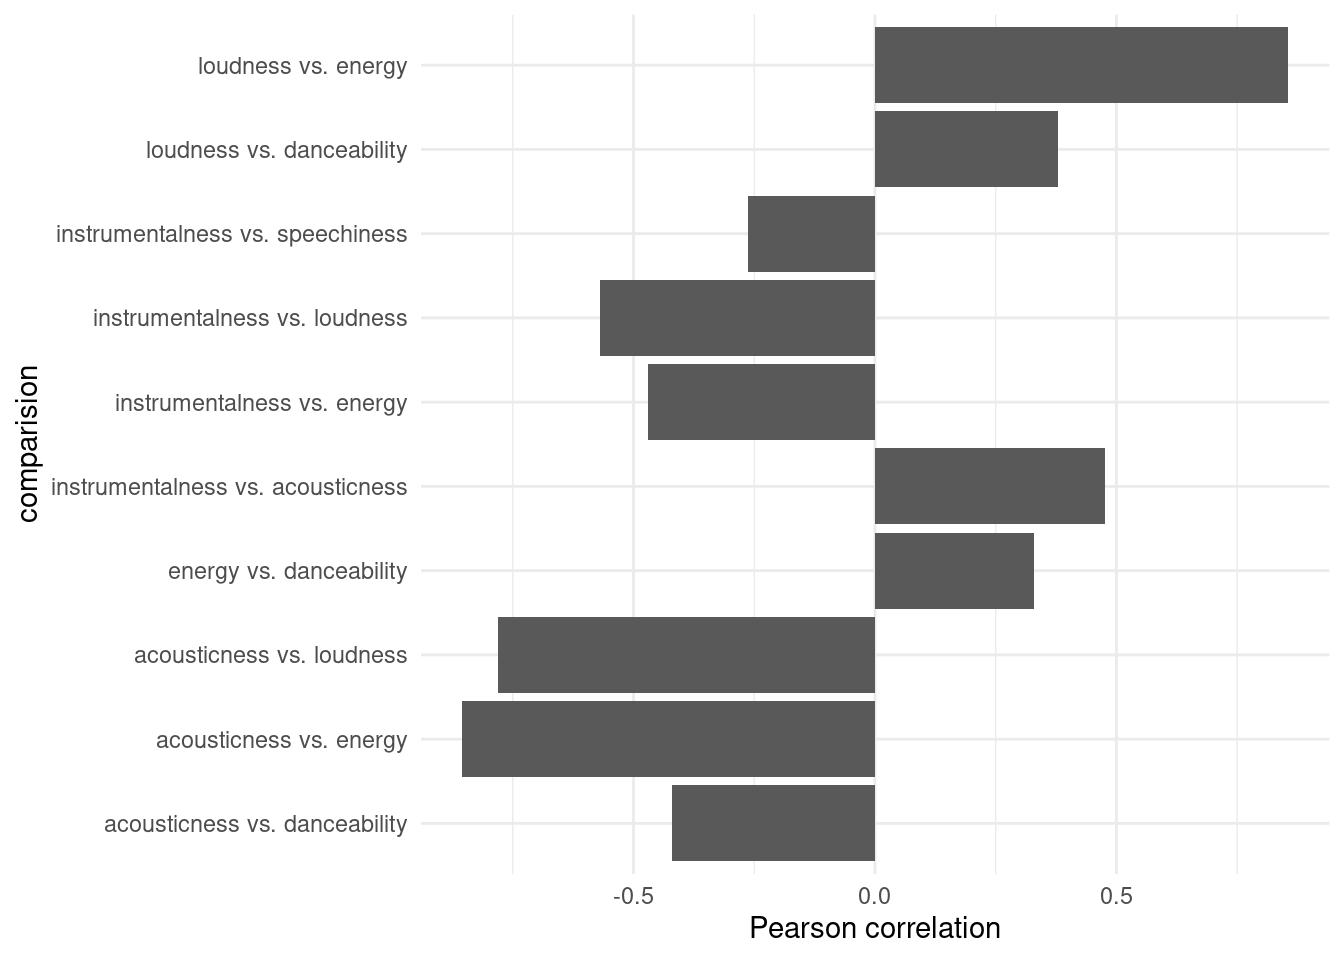 loudness vs. energy
loudness vs. danceability
instrumentalness vs. speechiness
instrumentalness vs. loudness
instrumentalness vs. energy
instrumentalness vs. acousticness
energy vs. danceability
acousticness vs. loudness
acousticness vs. energy
acousticness vs. danceability
comparision
-0.5 0.0 0.5
Pearson correlation